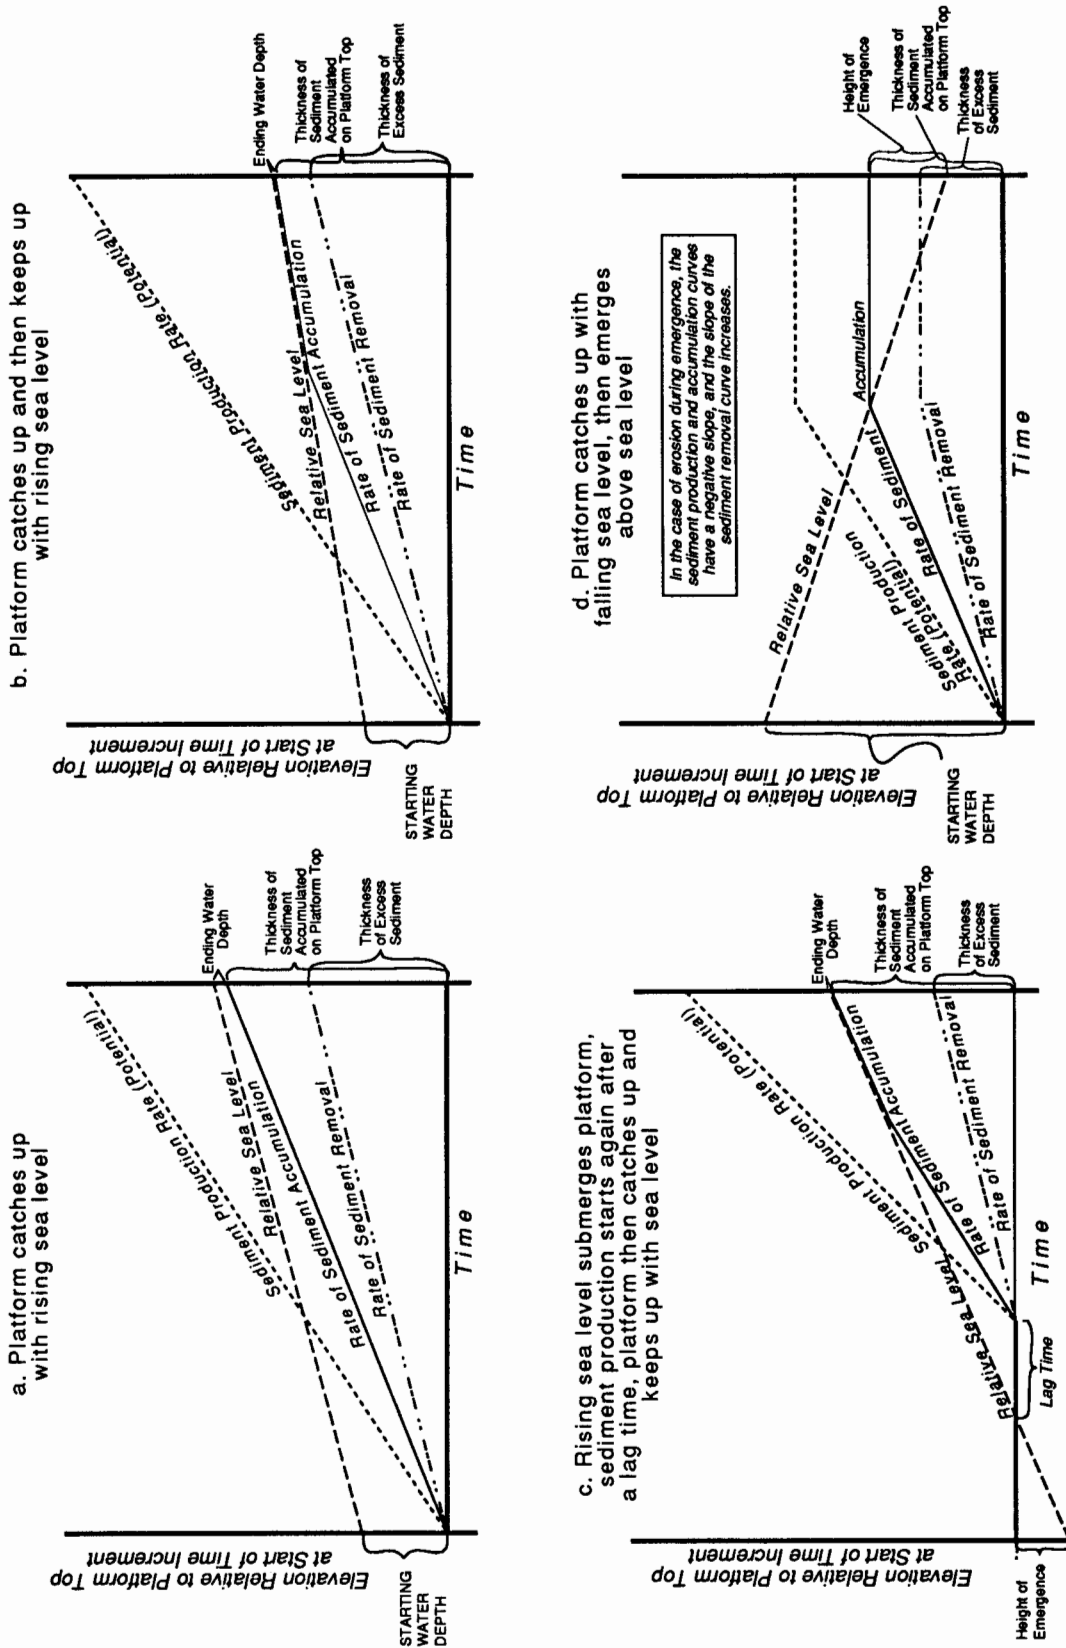 a. Platform catches up
with rising sea level
Elevation Relative to Platform Top
at Start of Time Increment
STARTING
WATER
DEPTH
Sediment Production Rate (Potential)
Relative Sea Level
Rate of Sediment Accumulation
Rate of Sediment Removal
Time
Ending Water
Depth
Thickness of
Sediment
Accumulated
on Platform Top
Thickness
of Excess
Sediment
b. Platform catches up and then keeps up
with rising sea level
Elevation Relative to Platform Top
at Start of Time Increment
STARTING
WATER
DEPTH
Sediment Production Rate (Potential)
Relative Sea Level
Rate of Sediment Accumulation
Rate of Sediment Removal
Time
Ending Water Depth
Thickness of
Sediment
Accumulated
on Platform Top
Thickness of
Excess Sediment
c. Rising sea level submerges platform,
sediment production starts again after
a lag time, platform then catches up and
keeps up with sea level
Elevation Relative to Platform Top
at Start of Time Increment
Height of
Emergence
Sediment Production Rate (Potential)
Relative Sea Level
Rate of Sediment Accumulation
Rate of Sediment Removal
Lag Time
Time
Ending Water
Depth
Thickness of
Sediment
Accumulated
on Platform Top
Thickness
of Excess
Sediment
d. Platform catches up with
falling sea level, then emerges
above sea level
Elevation Relative to Platform Top
at Start of Time Increment
STARTING
WATER
DEPTH
In the case of erosion during emergence, the
sediment production and accumulation curves
have a negative slope, and the slope of the
sediment removal curve increases.
Relative Sea Level
Sediment Production
Rate (Potential)
Rate of Sediment Accumulation
Rate of Sediment Removal
Time
Height of
Emergence
Thickness of
Sediment
Accumulated
on Platform Top
Thickness
of Excess
Sediment